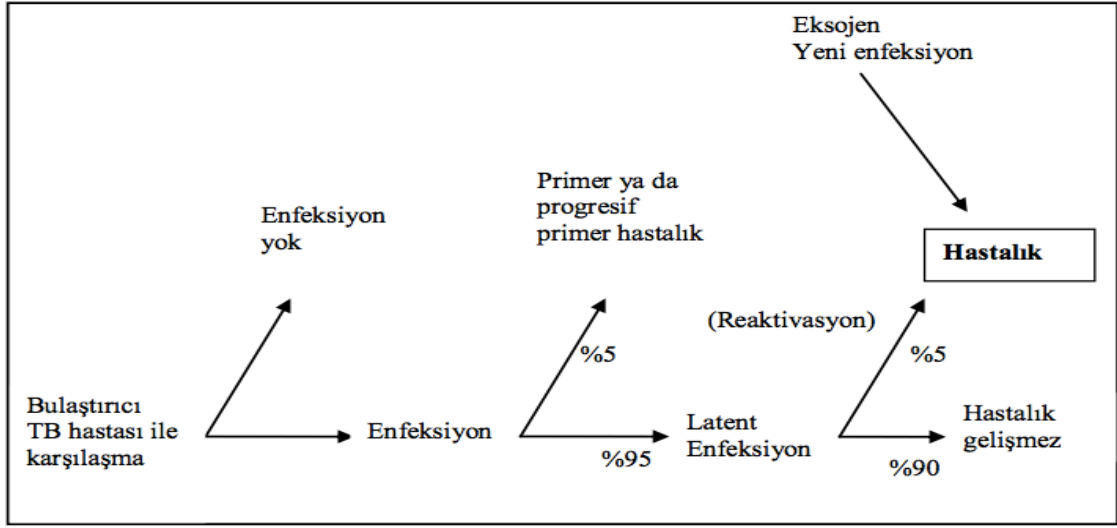 Eksojen
Yeni enfeksiyon
Primer ya da
progresif
primer hastalık
Enfeksiyon
yok
Hastalık
(Reaktivasyon)
%5
%5
Bulaştırıcı
TB hastası ile
karşılaşma
Enfeksiyon
Latent
Enfeksiyon
Hastalık
gelişmez
%95
%90